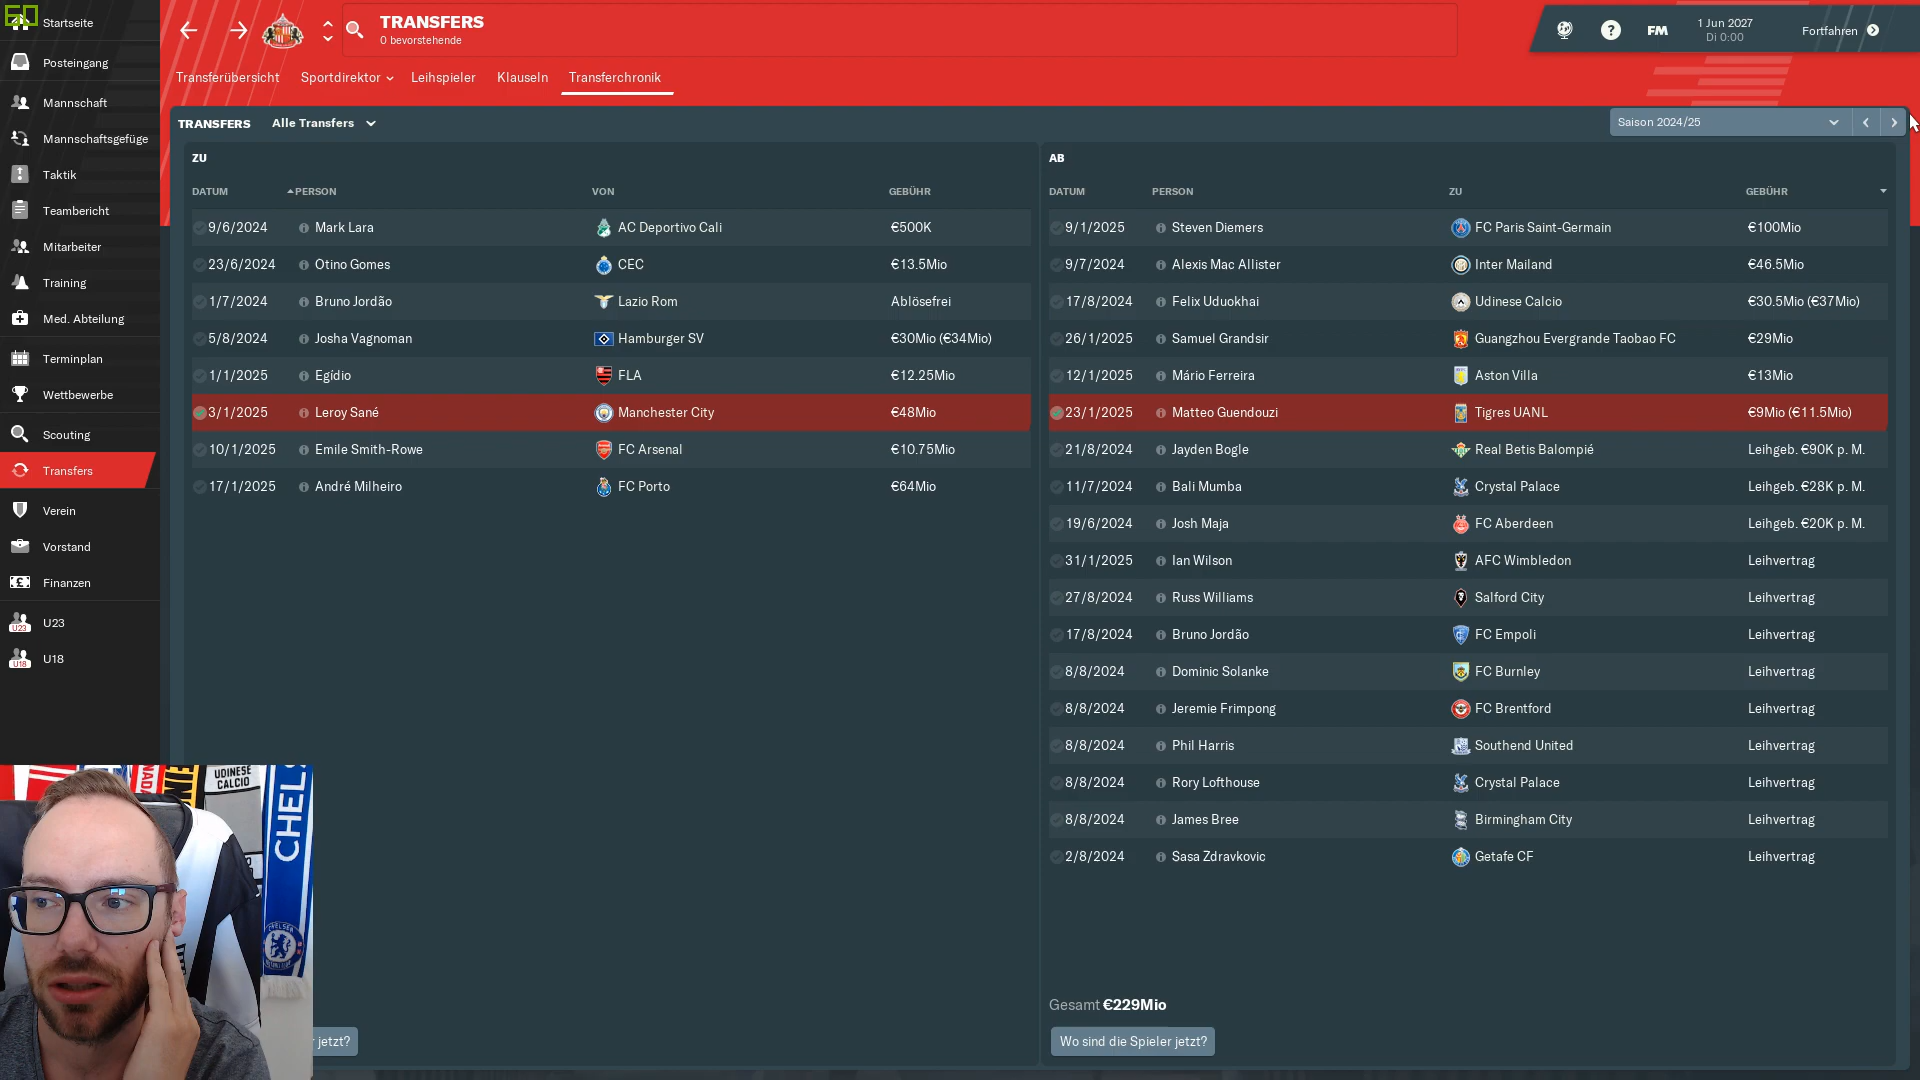 60
Startseite
Posteingang
Mannschaft
Mannschaftsgefüge
Taktik
Teambericht
Mitarbeiter
Training
Med. Abteilung
Terminplan
Wettbewerbe
Scouting
Transfers
Verein
Vorstand
Finanzen
U23 U23
U18 U18
TRANSFERS
0 bevorstehende
FM
1 Jun 2027
Di 0:00
Fortfahren
Transferübersicht Sportdirektor Leihspieler Klauseln Transferchronik
TRANSFERS Alle Transfers
Saison 2024/25
ZU
DATUM PERSON VON GEBÜHR
9/6/2024 Mark Lara AC Deportivo Cali €500K
23/6/2024 Otino Gomes CEC €13.5Mio
1/7/2024 Bruno Jordão Lazio Rom Ablösefrei
5/8/2024 Josha Vagnoman Hamburger SV €30Mio (€34Mio)
1/1/2025 Egídio FLA €12.25Mio
3/1/2025 Leroy Sané Manchester City €48Mio
10/1/2025 Emile Smith-Rowe FC Arsenal €10.75Mio
17/1/2025 André Milheiro FC Porto €64Mio
AB
DATUM PERSON ZU GEBÜHR
9/1/2025 Steven Diemers FC Paris Saint-Germain €100Mio
9/7/2024 Alexis Mac Allister Inter Mailand €46.5Mio
17/8/2024 Felix Uduokhai Udinese Calcio €30.5Mio (€37Mio)
26/1/2025 Samuel Grandsir Guangzhou Evergrande Taobao FC €29Mio
12/1/2025 Mário Ferreira Aston Villa €13Mio
23/1/2025 Matteo Guendouzi Tigres UANL €9Mio (€11.5Mio)
21/8/2024 Jayden Bogle Real Betis Balompié Leihgeb. €90K p. M.
11/7/2024 Bali Mumba Crystal Palace Leihgeb. €28K p. M.
19/6/2024 Josh Maja FC Aberdeen Leihgeb. €20K p. M.
31/1/2025 Ian Wilson AFC Wimbledon Leihvertrag
27/8/2024 Russ Williams Salford City Leihvertrag
17/8/2024 Bruno Jordão FC Empoli Leihvertrag
8/8/2024 Dominic Solanke FC Burnley Leihvertrag
8/8/2024 Jeremie Frimpong FC Brentford Leihvertrag
8/8/2024 Phil Harris Southend United Leihvertrag
8/8/2024 Rory Lofthouse Crystal Palace Leihvertrag
8/8/2024 James Bree Birmingham City Leihvertrag
2/8/2024 Sasa Zdravkovic Getafe CF Leihvertrag
Gesamt €229Mio
jetzt?
Wo sind die Spieler jetzt?
UDINESE
CALCIO
CHELS